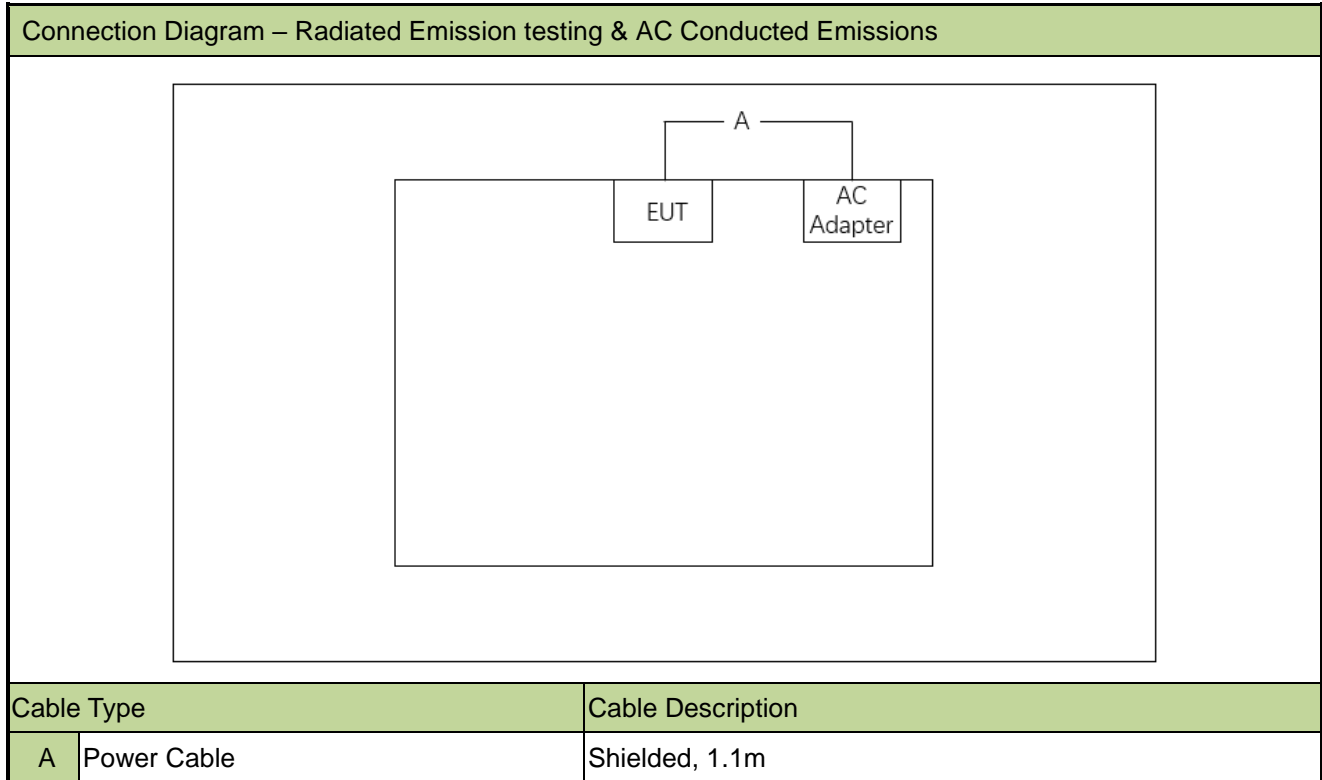 Connection Diagram – Radiated Emission testing & AC Conducted Emissions
A
EUT
AC
Adapter
Cable Type Cable Description
A Power Cable Shielded, 1.1m